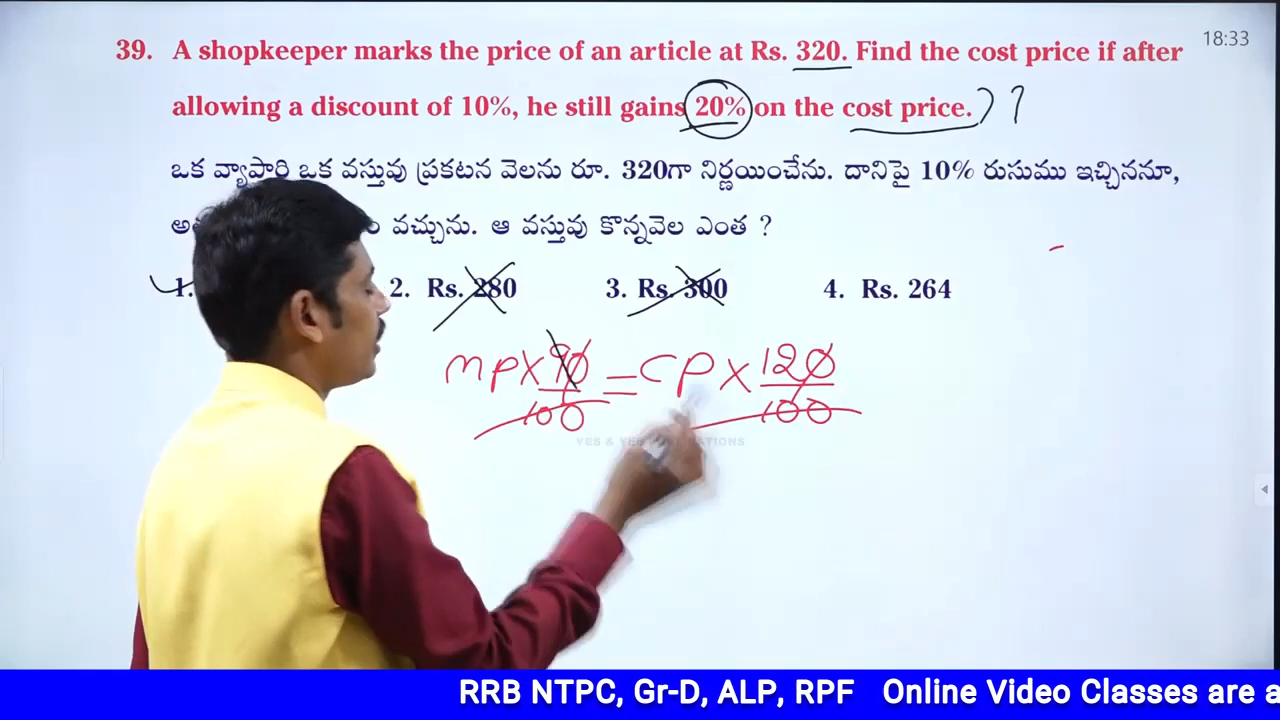 18:33
39. A shopkeeper marks the price of an article at Rs. 320. Find the cost price if after
allowing a discount of 10%, he still gains 20% on the cost price. ) ?
ఒక వ్యాపారి ఒక వస్తువు ప్రకటన వెలను రూ. 320గా నిర్ణయించేను. దానిపై 10% రుసుము ఇచ్చిననూ,
వచ్చును. ఆ వస్తువు కొన్నవెల ఎంత ?
1. 2. Rs. 280 3. Rs. 300 4. Rs. 264
MP X 90/100 = CP X 120/100
YES & YES
RRB NTPC, Gr-D, ALP, RPF Online Video Classes are a